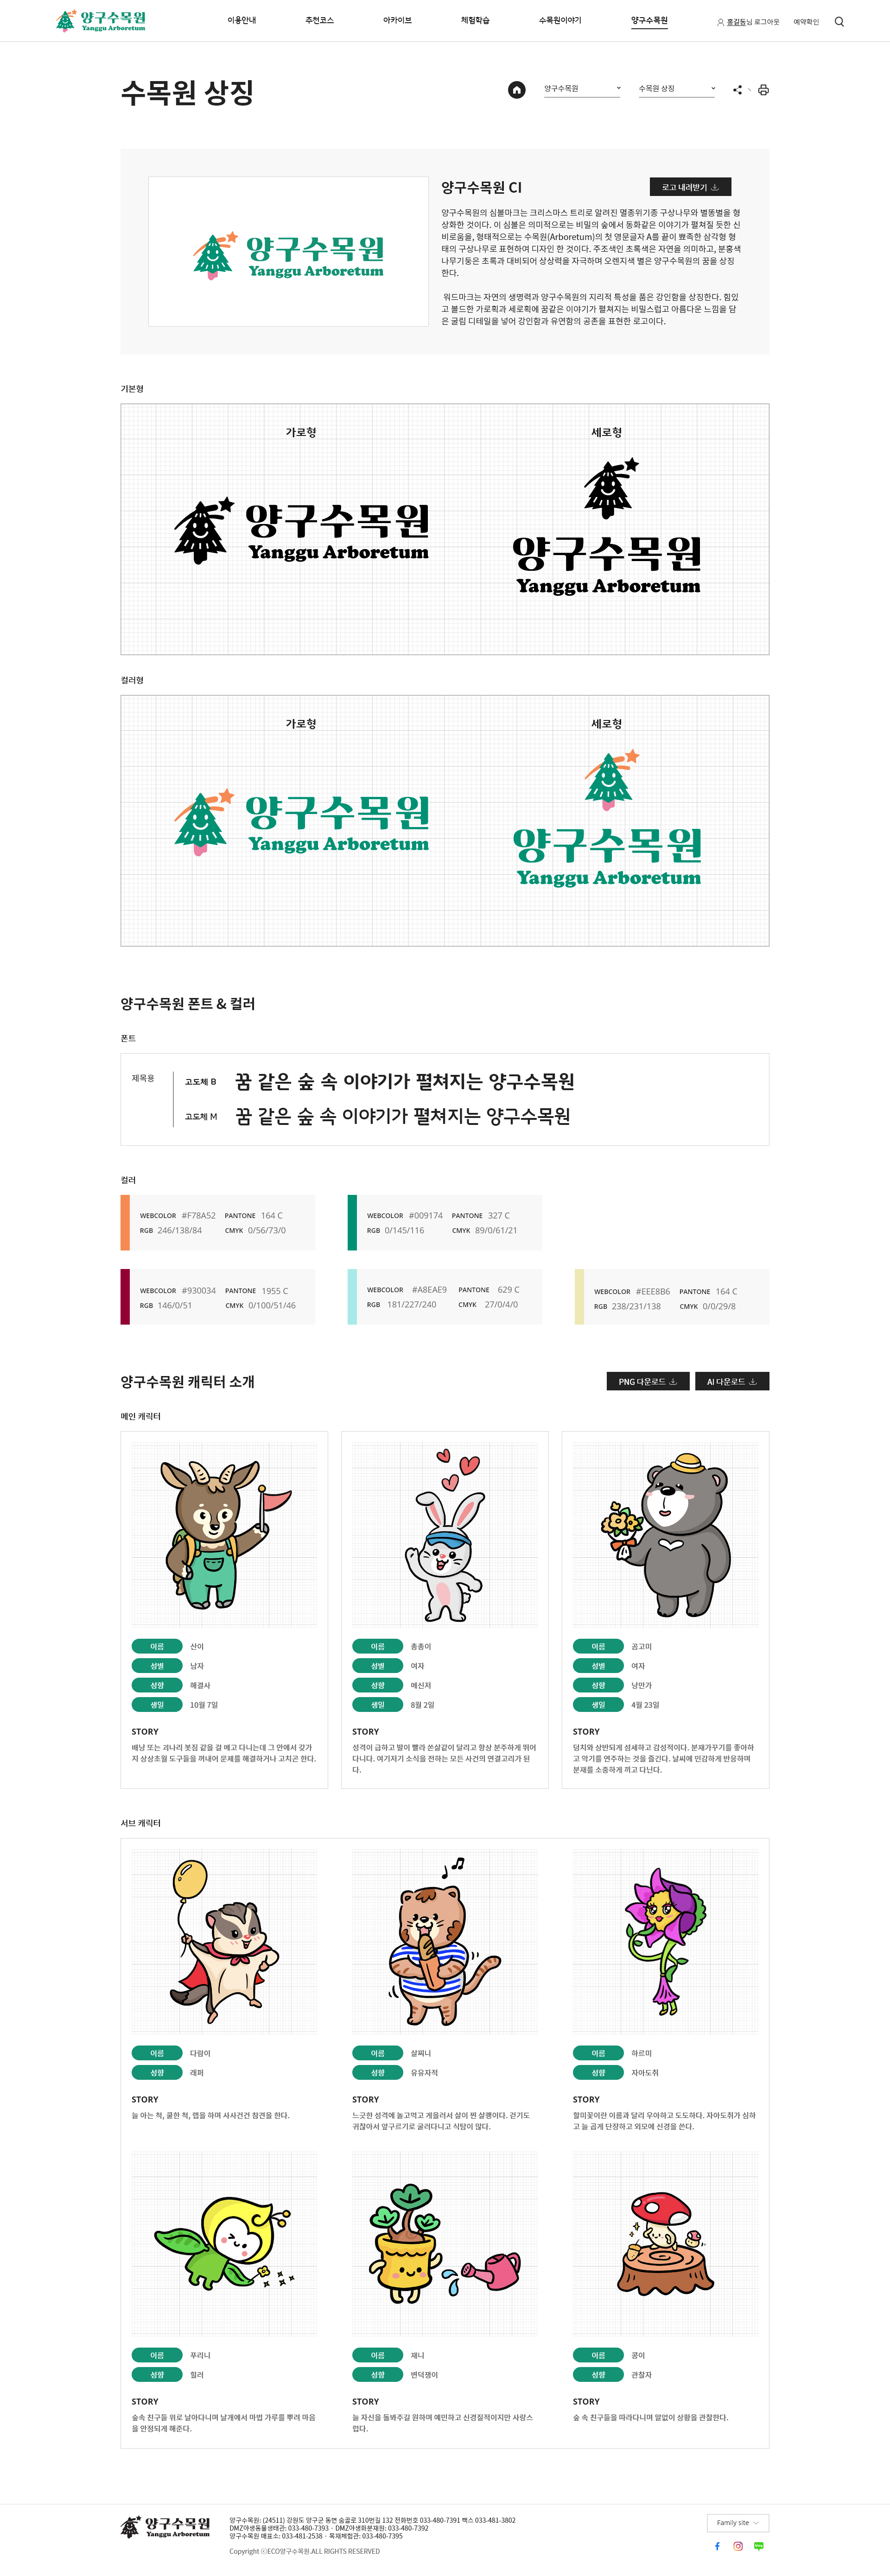 양구수목원
Yanggu Arboretum
이용안내 추천코스 아카이브 체험학습 수목원이야기 양구수목원
홍길동님 로그아웃 예약확인
수목원 상징
양구수목원 수목원 상징
양구수목원
Yanggu Arboretum
양구수목원 CI
로고 내려받기
양구수목원의 심볼마크는 크리스마스 트리로 알려진 멸종위기종 구상나무와 별똥별을 형
상화한 것이다. 이 심볼은 의미적으로는 비밀의 숲에서 동화같은 이야기가 펼쳐질 듯한 신
비로움을, 형태적으로는 수목원(Arboretum)의 첫 영문글자 A를 끝이 뾰족한 삼각형 형
태의 구상나무로 표현하여 디자인 한 것이다. 주조색인 초록색은 자연을 의미하고, 분홍색
나무기둥은 초록과 대비되어 상상력을 자극하며 오렌지색 별은 양구수목원의 꿈을 상징
한다.
워드마크는 자연의 생명력과 양구수목원의 지리적 특성을 품은 강인함을 상징한다. 힘있
고 볼드한 가로획과 세로획에 꿈같은 이야기가 펼쳐지는 비밀스럽고 아름다운 느낌을 담
은 굴림 디테일을 넣어 강인함과 유연함의 공존을 표현한 로고이다.
기본형
가로형 세로형
양구수목원
Yanggu Arboretum
양구수목원
Yanggu Arboretum
컬러형
가로형 세로형
양구수목원
Yanggu Arboretum
양구수목원
Yanggu Arboretum
양구수목원 폰트 & 컬러
폰트
제목용
고도체 B 꿈 같은 숲 속 이야기가 펼쳐지는 양구수목원
고도체 M 꿈 같은 숲 속 이야기가 펼쳐지는 양구수목원
컬러
WEBCOLOR #F78A52 PANTONE 164 C
RGB 246/138/84 CMYK 0/56/73/0
WEBCOLOR #009174 PANTONE 327 C
RGB 0/145/116 CMYK 89/0/61/21
WEBCOLOR #930034 PANTONE 1955 C
RGB 146/0/51 CMYK 0/100/51/46
WEBCOLOR #A8EAE9 PANTONE 629 C
RGB 181/227/240 CMYK 27/0/4/0
WEBCOLOR #EEE8B6 PANTONE 164 C
RGB 238/231/138 CMYK 0/0/29/8
양구수목원 캐릭터 소개
PNG 다운로드 AI 다운로드
메인 캐릭터
이름 산이
성별 남자
성향 해결사
생일 10월 7일
STORY
배낭 또는 괴나리 봇짐 같을 걸 메고 다니는데 그 안에서 갖가
지 상상초월 도구들을 꺼내어 문제를 해결하거나 고치곤 한다.
이름 총총이
성별 여자
성향 메신저
생일 8월 2일
STORY
성격이 급하고 발이 빨라 쏜살같이 달리고 항상 분주하게 뛰어
다니다. 여기저기 소식을 전하는 모든 사건의 연결고리가 된
다.
이름 곰고미
성별 여자
성향 낭만가
생일 4월 23일
STORY
덩치와 상반되게 섬세하고 감성적이다. 분재가꾸기를 좋아하
고 악기를 연주하는 것을 즐긴다. 날씨에 민감하게 반응하며
분재를 소중하게 끼고 다닌다.
서브 캐릭터
이름 다람이
성향 래퍼
STORY
늘 아는 척, 쿨한 척, 랩을 하며 사사건건 참견을 한다.
이름 살찌니
성향 유유자적
STORY
느긋한 성격에 놀고먹고 게을러서 살이 찐 살쾡이다. 걷기도
귀찮아서 앞구르기로 굴러다니고 식탐이 많다.
이름 하르미
성향 자아도취
STORY
할미꽃이란 이름과 달리 우아하고 도도하다. 자아도취가 심하
고 늘 곱게 단장하고 외모에 신경을 쓴다.
이름 푸리니
성향 힐러
STORY
숲속 친구들 위로 날아다니며 날개에서 마법 가루를 뿌려 마음
을 안정되게 해준다.
이름 재니
성향 변덕쟁이
STORY
늘 자신을 돌봐주길 원하며 예민하고 신경질적이지만 사랑스
럽다.
이름 콩이
성향 관찰자
STORY
숲 속 친구들을 따라다니며 말없이 상황을 관찰한다.
양구수목원
Yanggu Arboretum
양구수목원: (24511) 강원도 양구군 동면 숨골로 310번길 132 전화번호 033-480-7391 팩스 033-481-3802
DMZ야생동물생태관: 033-480-7393 · DMZ야생화분재원: 033-480-7392
양구수목원 매표소: 033-481-2538 · 목재체험관: 033-480-7395
Copyright ⓒECO양구수목원.ALL RIGHTS RESERVED
Family site